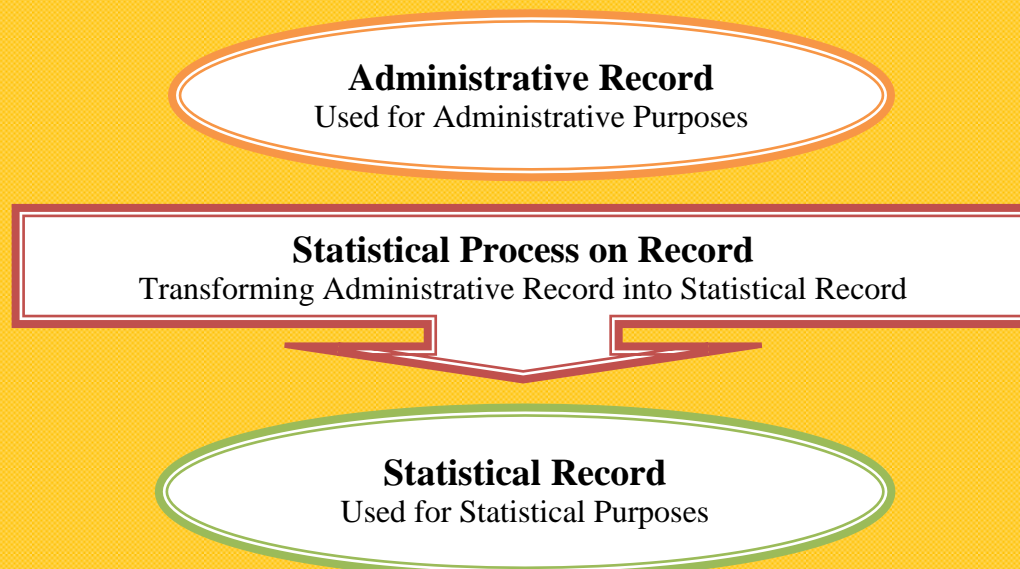 Administrative Record
Used for Administrative Purposes
Statistical Process on Record
Transforming Administrative Record into Statistical Record
Statistical Record
Used for Statistical Purposes